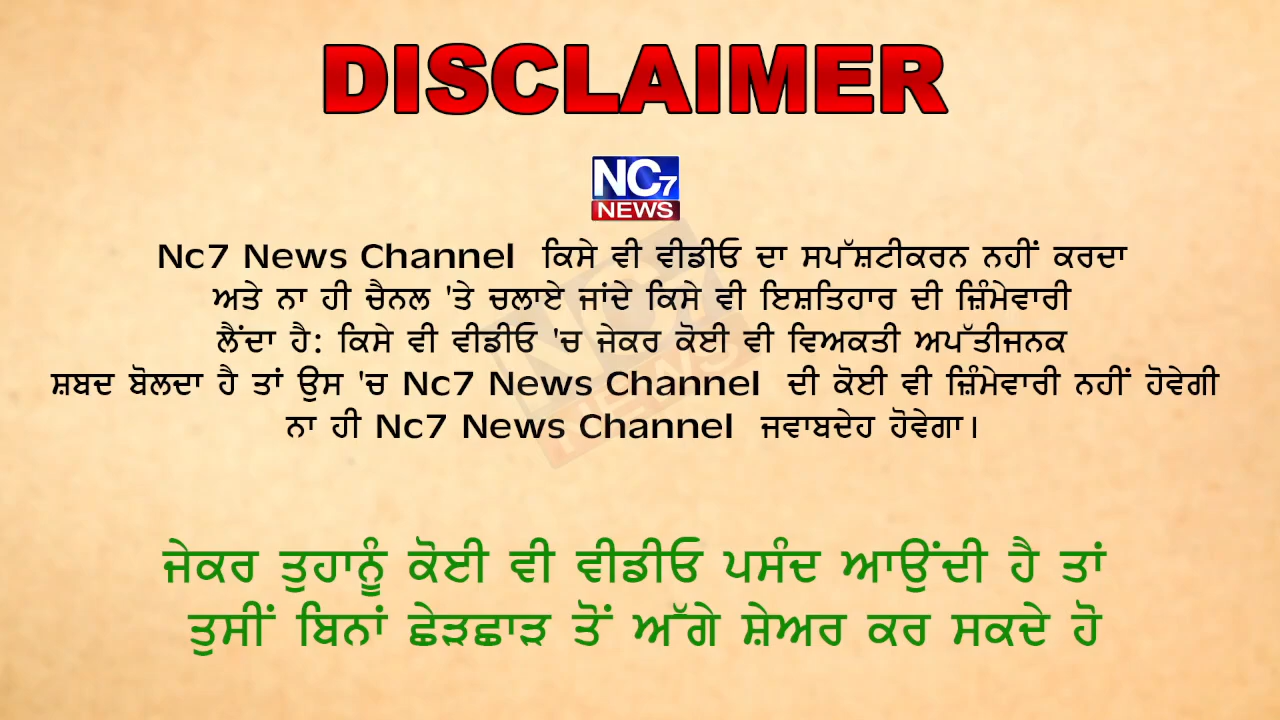 DISCLAIMER
NC7
NEWS
Nc7 News Channel ਕਿਸੇ ਵੀ ਵੀਡੀਓ ਦਾ ਸਪੱਸ਼ਟੀਕਰਨ ਨਹੀਂ ਕਰਦਾ
ਅਤੇ ਨਾ ਹੀ ਚੈਨਲ 'ਤੇ ਚਲਾਏ ਜਾਂਦੇ ਕਿਸੇ ਵੀ ਇਸ਼ਤਿਹਾਰ ਦੀ ਜ਼ਿੰਮੇਵਾਰੀ
ਲੈਂਦਾ ਹੈ: ਕਿਸੇ ਵੀ ਵੀਡੀਓ 'ਚ ਜੇਕਰ ਕੋਈ ਵੀ ਵਿਅਕਤੀ ਅਪੱਤੀਜਨਕ
ਸ਼ਬਦ ਬੋਲਦਾ ਹੈ ਤਾਂ ਉਸ 'ਚ Nc7 News Channel ਦੀ ਕੋਈ ਵੀ ਜ਼ਿੰਮੇਵਾਰੀ ਨਹੀਂ ਹੋਵੇਗੀ
ਨਾ ਹੀ Nc7 News Channel ਜਵਾਬਦੇਹ ਹੋਵੇਗਾ।
ਜੇਕਰ ਤੁਹਾਨੂੰ ਕੋਈ ਵੀ ਵੀਡੀਓ ਪਸੰਦ ਆਉਂਦੀ ਹੈ ਤਾਂ
ਤੁਸੀਂ ਬਿਨਾਂ ਛੇੜਛਾੜ ਤੋਂ ਅੱਗੇ ਸ਼ੇਅਰ ਕਰ ਸਕਦੇ ਹੋ